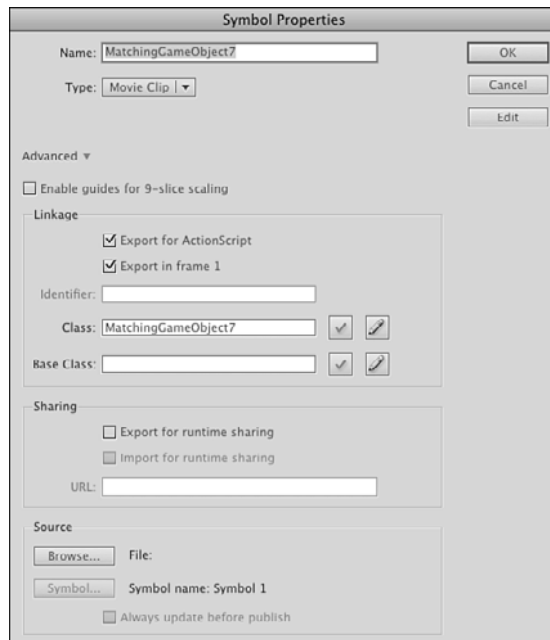 Symbol Properties
Name: MatchingGameObject7
OK
Type: Movie Clip
Cancel
Edit
Advanced
Enable guides for 9-slice scaling
Linkage
Export for ActionScript
Export in frame 1
Identifier:
Class: MatchingGameObject7
Base Class:
Sharing
Export for runtime sharing
Import for runtime sharing
URL:
Source
Browse... File:
Symbol... Symbol name: Symbol 1
Always update before publish